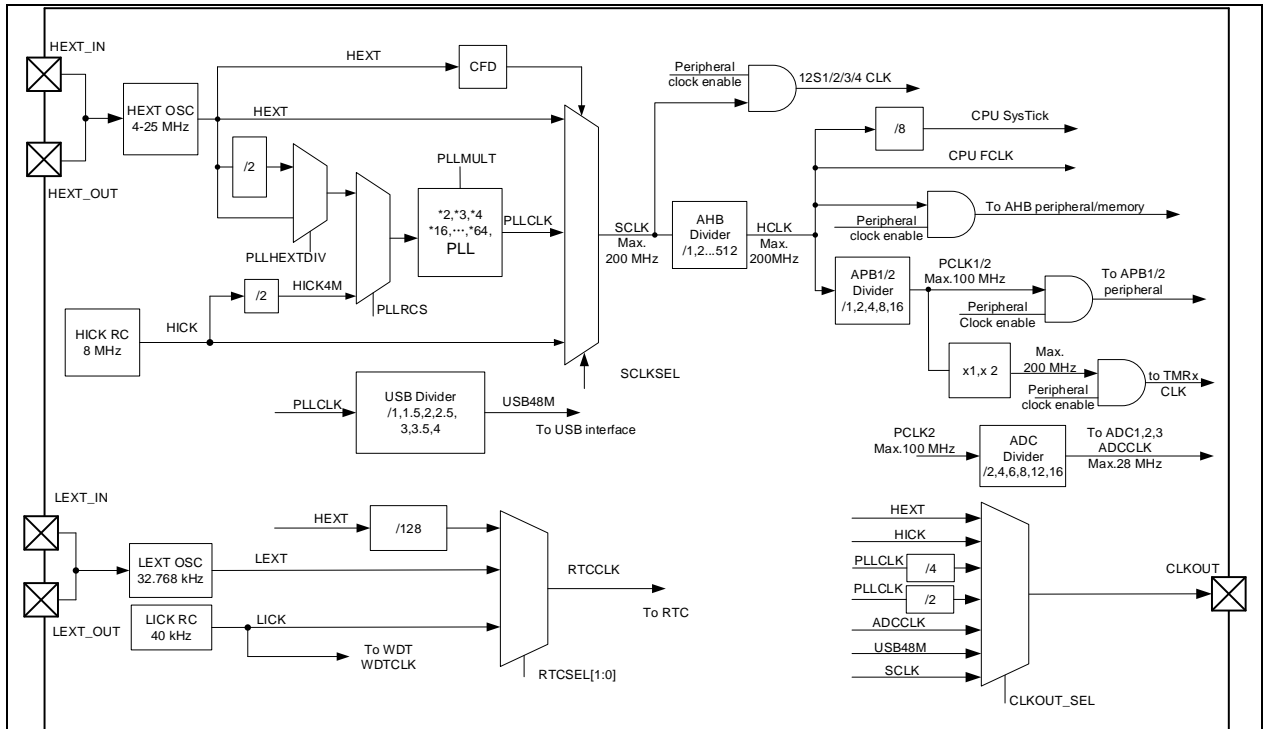 HEXT_IN
HEXT_OUT
HEXT OSC
4-25 MHz
HEXT
CFD
HEXT
/2
PLLHEXTDIV
PLLMULT
*2,*3,*4
*16,···,*64,
PLL
PLLCLK
/2
HICK4M
PLLRCS
HICK RC
8 MHz
HICK
SCLKSEL
PLLCLK
USB Divider
/1,1.5,2,2.5,
3,3.5,4
USB48M
To USB interface
SCLK
Max.
200 MHz
AHB
Divider
/1,2...512
HCLK
Max.
200MHz
Peripheral
clock enable
12S1/2/3/4 CLK
/8
CPU SysTick
CPU FCLK
Peripheral
clock enable
To AHB peripheral/memory
APB1/2
Divider
/1,2,4,8,16
PCLK1/2
Max.100 MHz
Peripheral
Clock enable
To APB1/2
peripheral
x1,x 2
Max.
200 MHz
Peripheral
clock enable
to TMRx
CLK
PCLK2
Max.100 MHz
ADC
Divider
/2,4,6,8,12,16
To ADC1,2,3
ADCCLK
Max.28 MHz
LEXT_IN
LEXT_OUT
LEXT OSC
32.768 kHz
LEXT
HEXT
/128
LICK RC
40 kHz
LICK
To WDT
WDTCLK
RTCSEL[1:0]
RTCCLK
To RTC
HEXT
HICK
PLLCLK
/4
PLLCLK
/2
ADCCLK
USB48M
SCLK
CLKOUT_SEL
CLKOUT